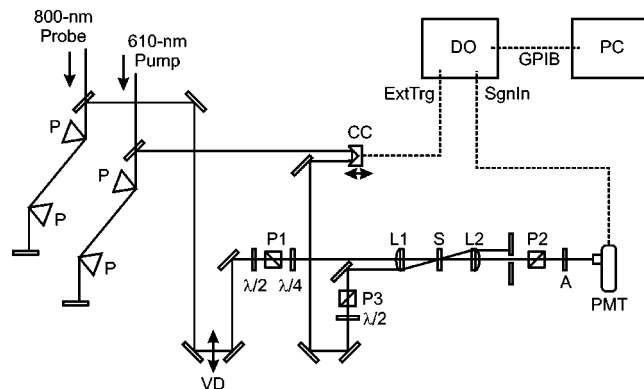 800-nm
Probe
610-nm
Pump
DO
GPIB
PC
ExtTrg
SgnIn
CC
P
P
P
P
P1
L1
S
L2
P2
λ/2
λ/4
P3
λ/2
A
PMT
VD